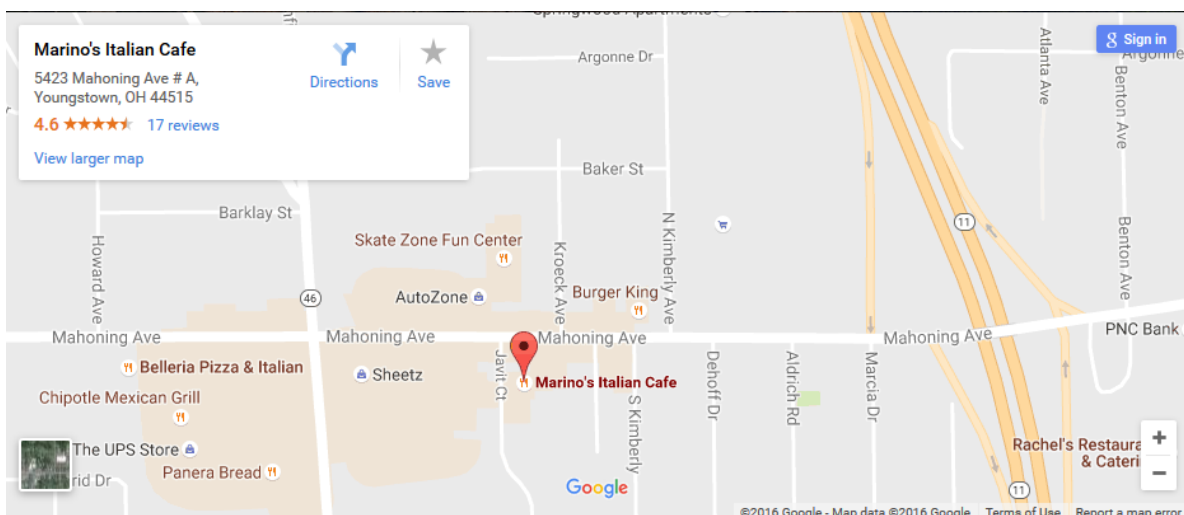 Springwood Apartments
Marino's Italian Cafe
5423 Mahoning Ave # A,
Youngstown, OH 44515
4.6
17 reviews
View larger map
Directions
Save
Sign in
Argonne Dr
Argonne
Atlanta Ave
Benton Ave
Baker St
Barklay St
Howard Ave
Skate Zone Fun Center
Kroeck Ave
N Kimberly Ave
11
Benton Ave
46
AutoZone
Burger King
Mahoning Ave
Mahoning Ave
Mahoning Ave
Mahoning Ave
PNC Bank
Belleria Pizza & Italian
Sheetz
Javit Ct
Marino's Italian Cafe
Dehoff Dr
Aldrich Rd
Marcia Dr
Chipotle Mexican Grill
S Kimberly
The UPS Store
Panera Bread
rid Dr
Rachel's Restaura
& Cateri
+
−
11
Google
©2016 Google - Map data ©2016 Google
Terms of Use
Report a map error